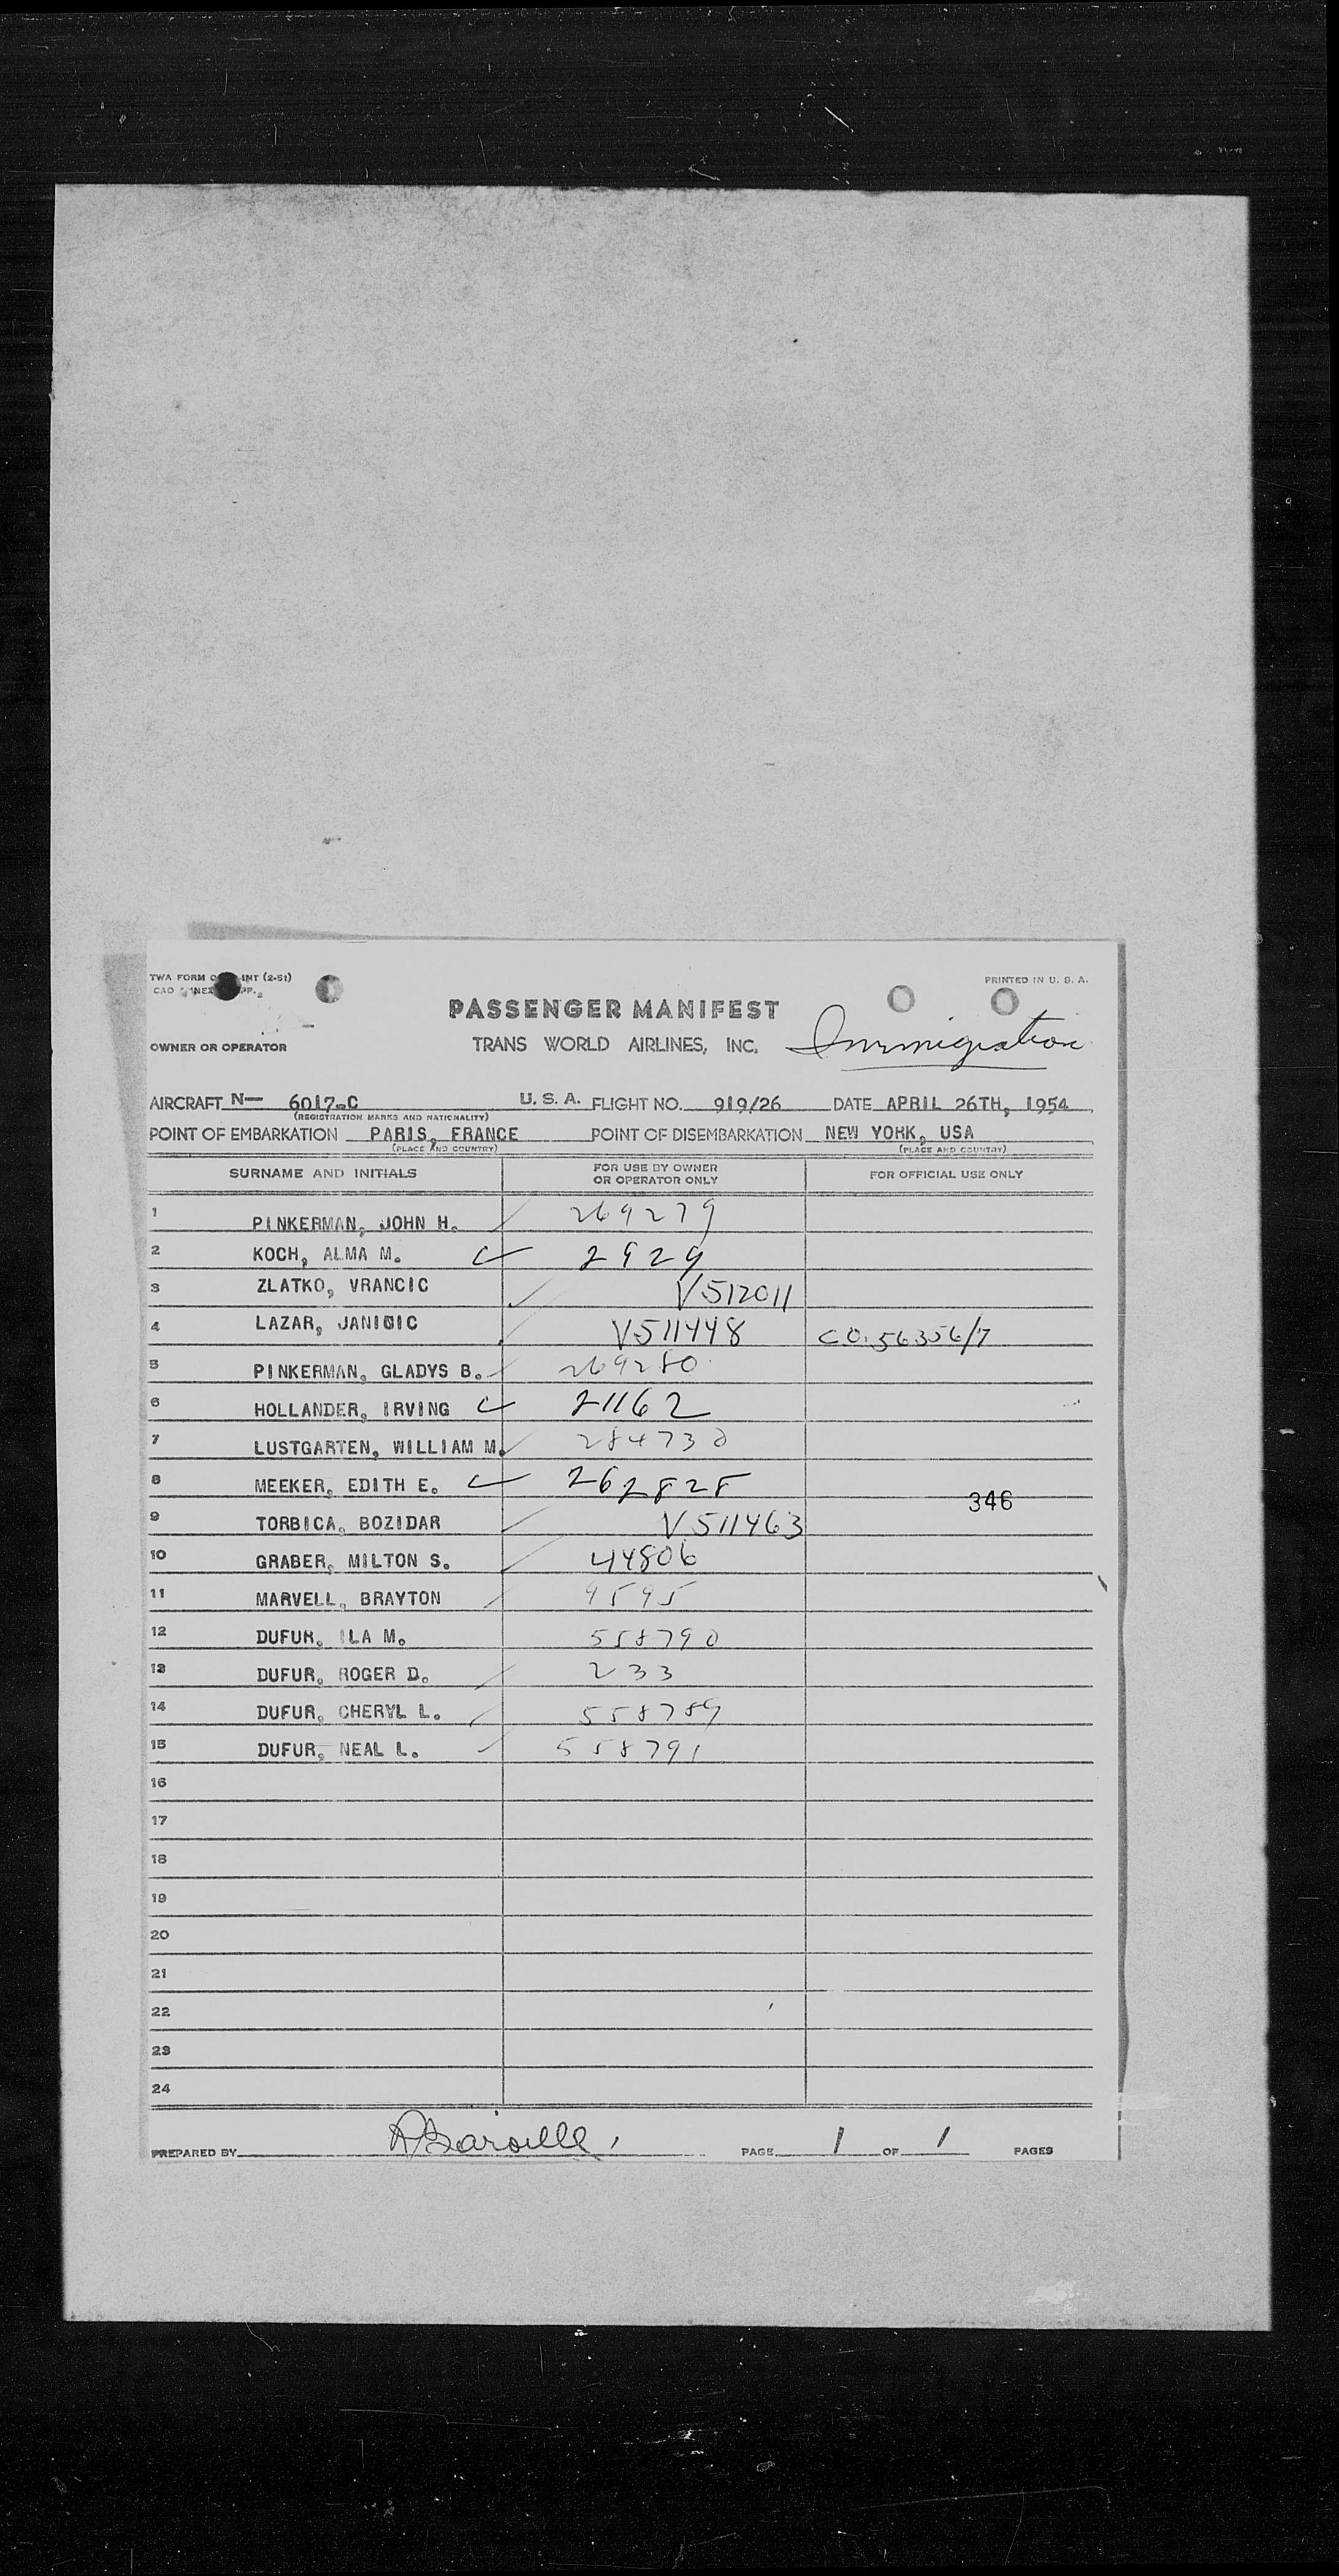 TWA FORM INT (2-51)
PRINTED IN U. S. A.
PASSENGER MANIFEST
OWNER OR OPERATOR TRANS WORLD AIRLINES, INC. Immigration
AIRCRAFT N— 6017-C U. S. A. FLIGHT NO. 919/26 DATE APRIL 26TH, 1954
(REGISTRATION MARKS AND NATIONALITY)
POINT OF EMBARKATION PARIS, FRANCE POINT OF DISEMBARKATION NEW YORK, USA
(PLACE AND COUNTRY) (PLACE AND COUNTRY)
SURNAME AND INITIALS FOR USE BY OWNER OR OPERATOR ONLY FOR OFFICIAL USE ONLY
1 PINKERMAN, JOHN H. 269279
2 KOCH, ALMA M. 2929
3 ZLATKO, VRANCIC V512011
4 LAZAR, JANIGIC V511448 CO.56356/7
5 PINKERMAN, GLADYS B. 269280
6 HOLLANDER, IRVING 21162
7 LUSTGARTEN, WILLIAM M. 284730
8 MEEKER, EDITH E. 262828
346
9 TORBICA, BOZIDAR V511463
10 GRABER, MILTON S. 44806
11 MARVELL, BRAYTON 9595
12 DUFUR, ILA M. 558790
13 DUFUR, ROGER D. 233
14 DUFUR, CHERYL L. 558789
15 DUFUR, NEAL L. 558791
16
17
18
19
20
21
22
23
24
PREPARED BY PAGE 1 OF 1 PAGES